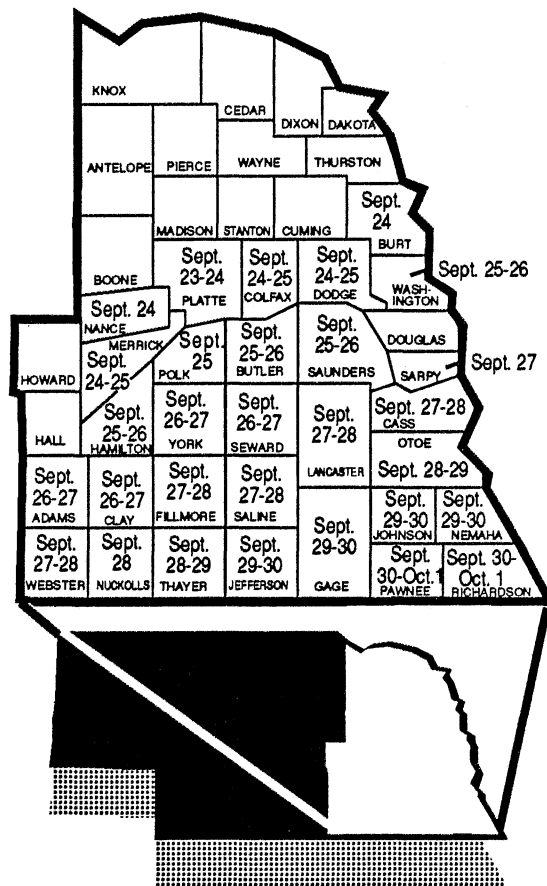 KNOX
CEDAR
DIXON
DAKOTA
ANTELOPE
PIERCE
WAYNE
THURSTON
MADISON
STANTON
CUMING
Sept.
24
BURT
BOONE
Sept.
23-24
PLATTE
Sept.
24-25
COLFAX
Sept.
24-25
DODGE
WASH-
INGTON
Sept. 25-26
Sept. 24
NANCE
MERRICK
Sept.
24-25
Sept.
25
POLK
Sept.
25-26
BUTLER
Sept.
25-26
SAUNDERS
DOUGLAS
SARPY
Sept. 27
HOWARD
HALL
Sept.
25-26
HAMILTON
Sept.
26-27
YORK
Sept.
26-27
SEWARD
Sept.
27-28
LANCASTER
Sept. 27-28
CASS
OTOE
Sept. 28-29
Sept.
26-27
ADAMS
Sept.
26-27
CLAY
Sept.
27-28
FILLMORE
Sept.
27-28
SALINE
Sept.
29-30
GAGE
Sept.
29-30
JOHNSON
Sept.
29-30
NEMAHA
Sept.
27-28
WEBSTER
Sept.
28
NUCKOLLS
Sept.
28-29
THAYER
Sept.
29-30
JEFFERSON
Sept.
30-Oct.1
PAWNEE
Sept. 30-
Oct. 1
RICHARDSON